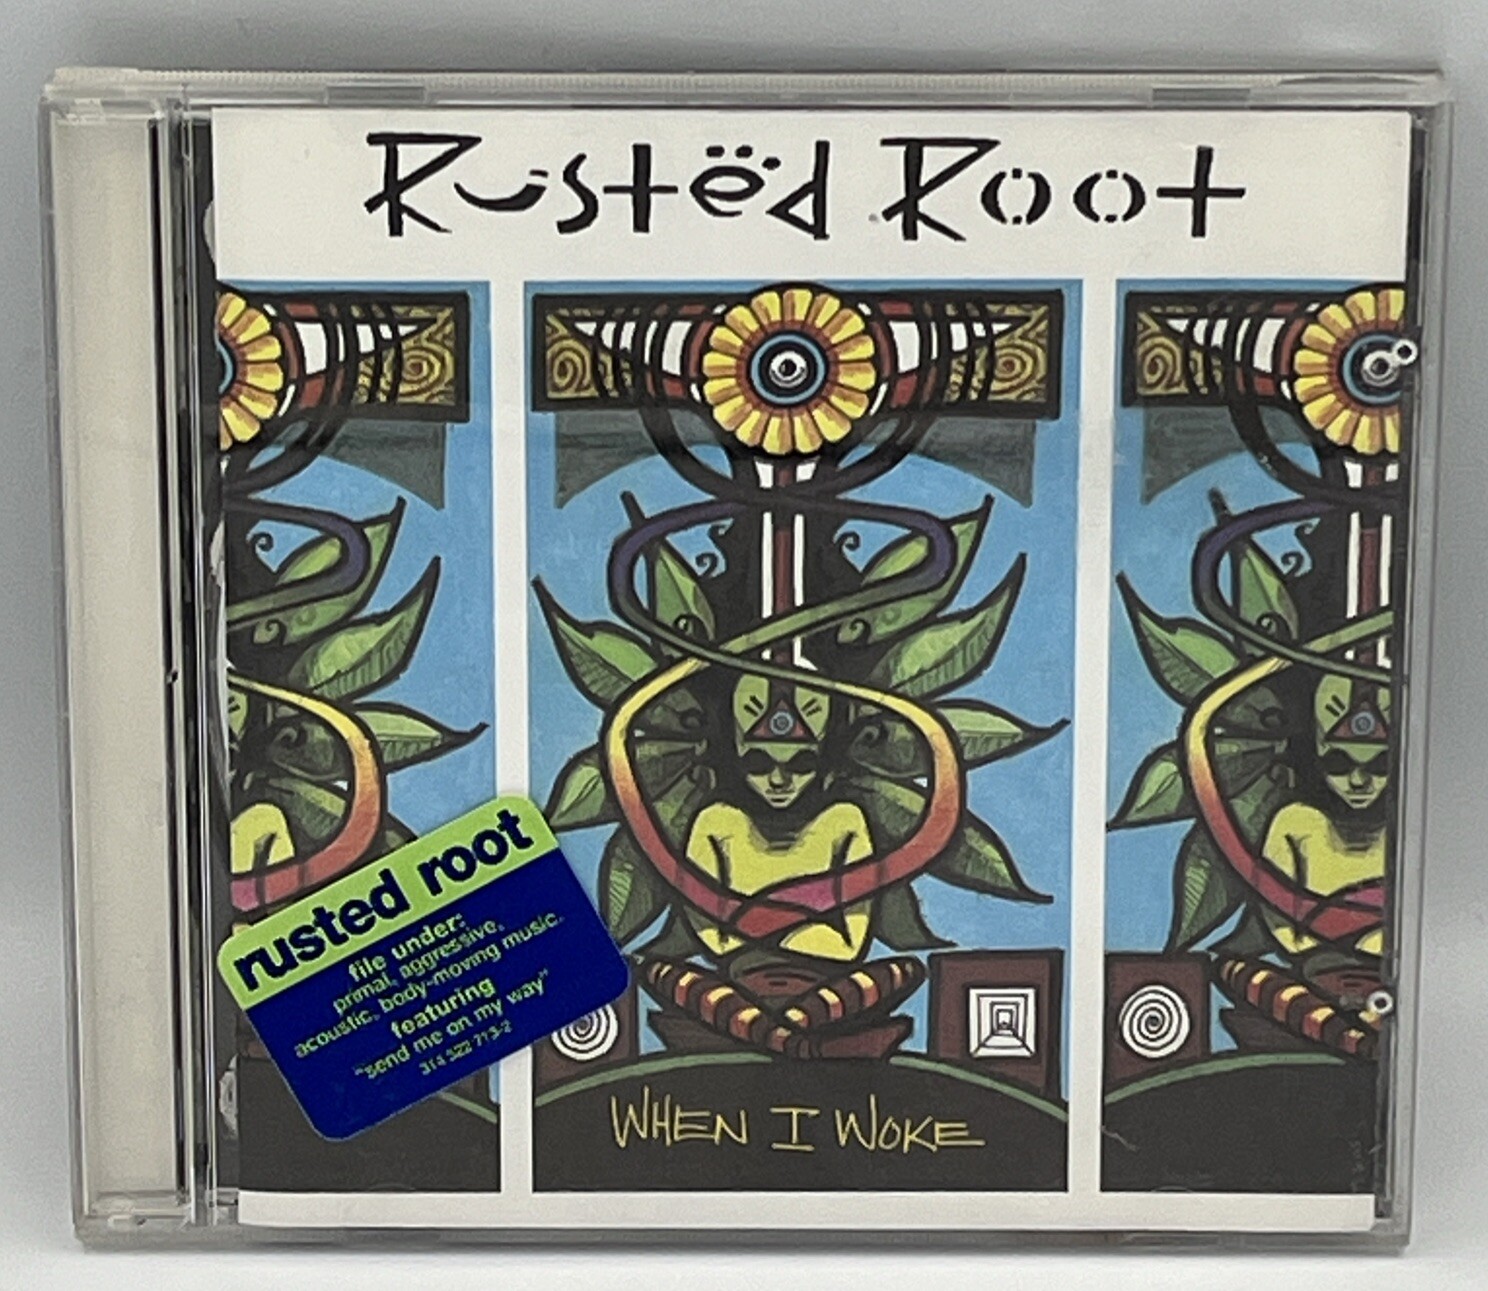 Rustëd Root
rusted root
file under:
primal, aggressive,
acoustic, body-moving music.
featuring
"send me on my way"
314 522 713-2
WHEN I WOKE